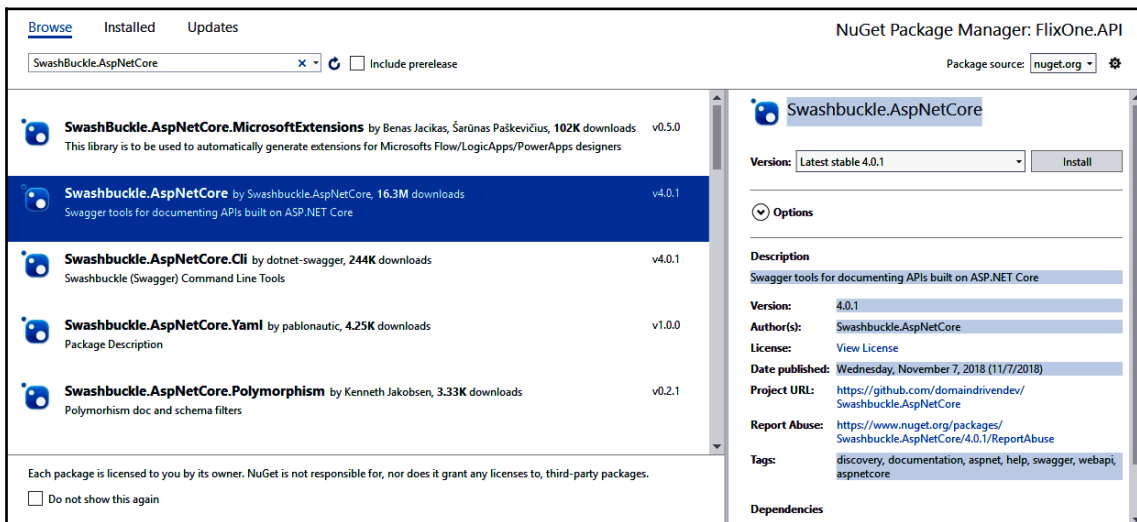 Browse Installed Updates
NuGet Package Manager: FlixOne.API
SwashBuckle.AspNetCore
Include prerelease
Package source: nuget.org
SwashBuckle.AspNetCore.MicrosoftExtensions by Benas Jacikas, Šarūnas Paškevičius, 102K downloads v0.5.0
This library is to be used to automatically generate extensions for Microsofts Flow/LogicApps/PowerApps designers
Swashbuckle.AspNetCore by Swashbuckle.AspNetCore, 16.3M downloads v4.0.1
Swagger tools for documenting APIs built on ASP.NET Core
Swashbuckle.AspNetCore.Cli by dotnet-swagger, 244K downloads v4.0.1
Swashbuckle (Swagger) Command Line Tools
Swashbuckle.AspNetCore.Yaml by pablonautic, 4.25K downloads v1.0.0
Package Description
Swashbuckle.AspNetCore.Polymorphism by Kenneth Jakobsen, 3.33K downloads v0.2.1
Polymorhism doc and schema filters
Each package is licensed to you by its owner. NuGet is not responsible for, nor does it grant any licenses to, third-party packages.
Do not show this again
Swashbuckle.AspNetCore
Version: Latest stable 4.0.1 Install
Options
Description
Swagger tools for documenting APIs built on ASP.NET Core
Version: 4.0.1
Author(s): Swashbuckle.AspNetCore
License: View License
Date published: Wednesday, November 7, 2018 (11/7/2018)
Project URL: https://github.com/domaindrivendev/
Swashbuckle.AspNetCore
Report Abuse: https://www.nuget.org/packages/
Swashbuckle.AspNetCore/4.0.1/ReportAbuse
Tags: discovery, documentation, aspnet, help, swagger, webapi,
aspnetcore
Dependencies